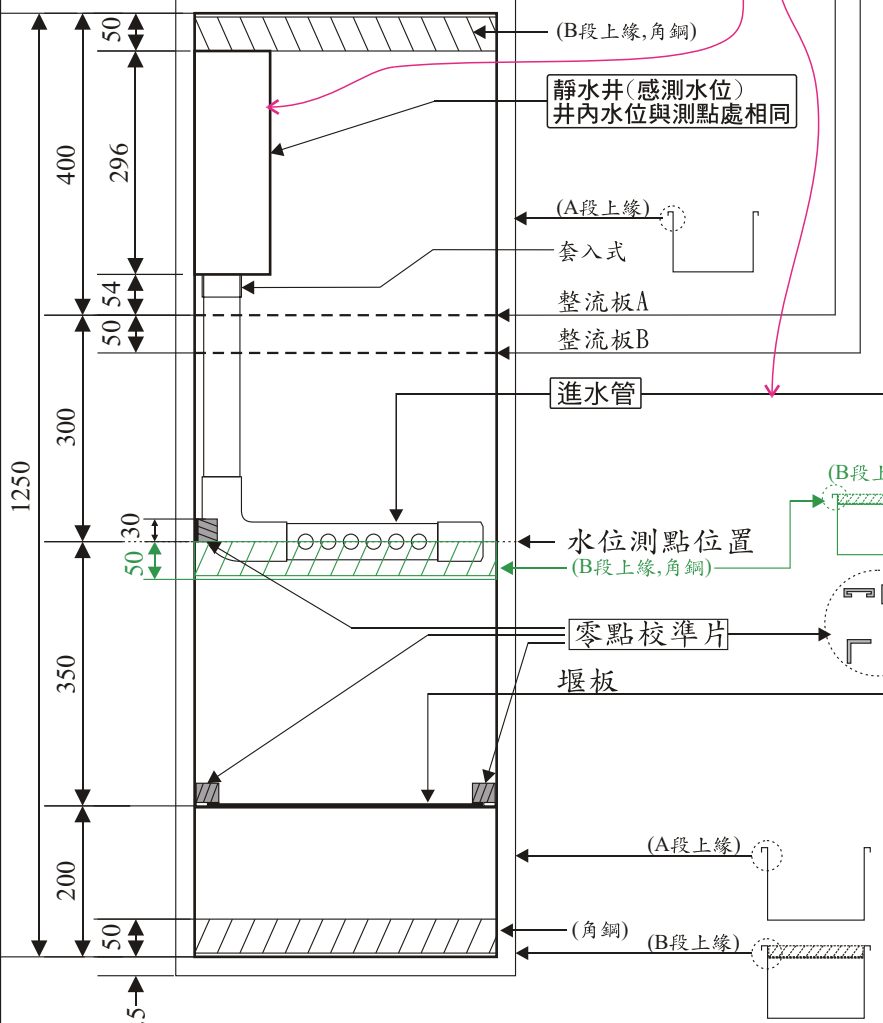 50
(B段上緣,角鋼)
靜水井(感測水位)
井內水位與測點處相同
400
296
(A段上緣)
套入式
54
整流板A
50
整流板B
300
進水管
1250
(B段上
30
水位測點位置
50
(B段上緣,角鋼)
零點校準片
350
堰板
(A段上緣)
200
(角鋼)
50
(B段上緣)